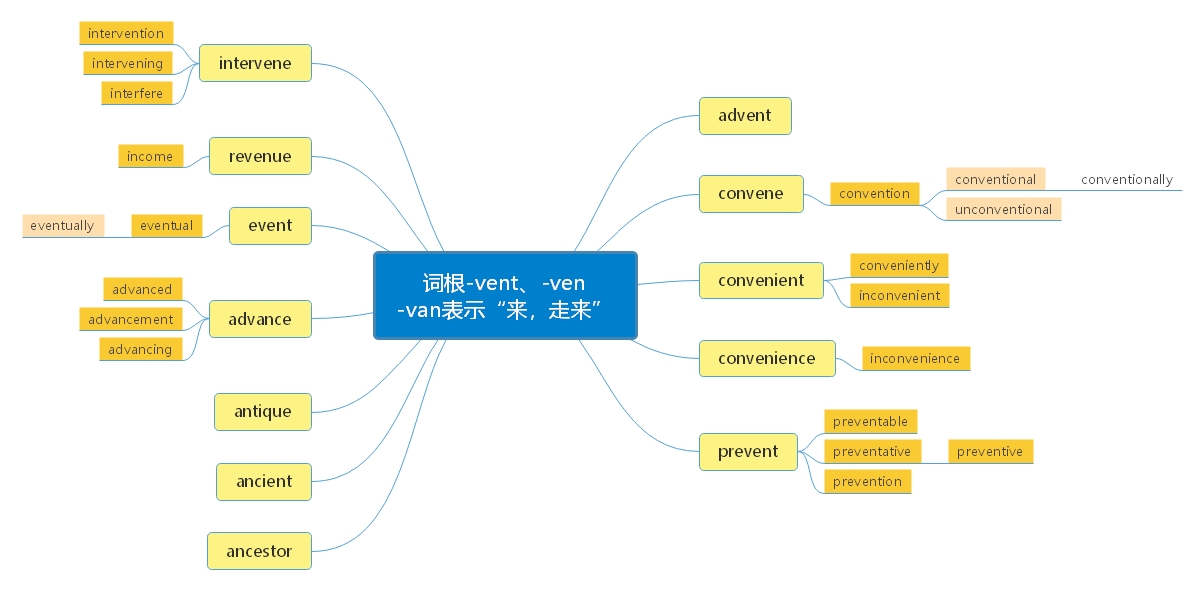 词根-vent、-ven
-van表示“来，走来”
advent
convene
convention
conventional
conventionally
unconventional
convenient
conveniently
inconvenient
convenience
inconvenience
prevent
preventable
preventative
preventive
prevention
intervene
intervention
intervening
interfere
revenue
income
event
eventual
eventually
advance
advanced
advancement
advancing
antique
ancient
ancestor